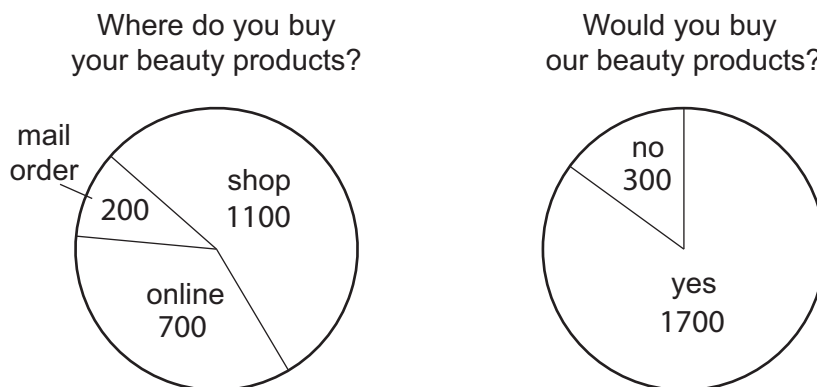 Where do you buy
your beauty products?
mail
order
200
shop
1100
online
700
Would you buy
our beauty products?
no
300
yes
1700